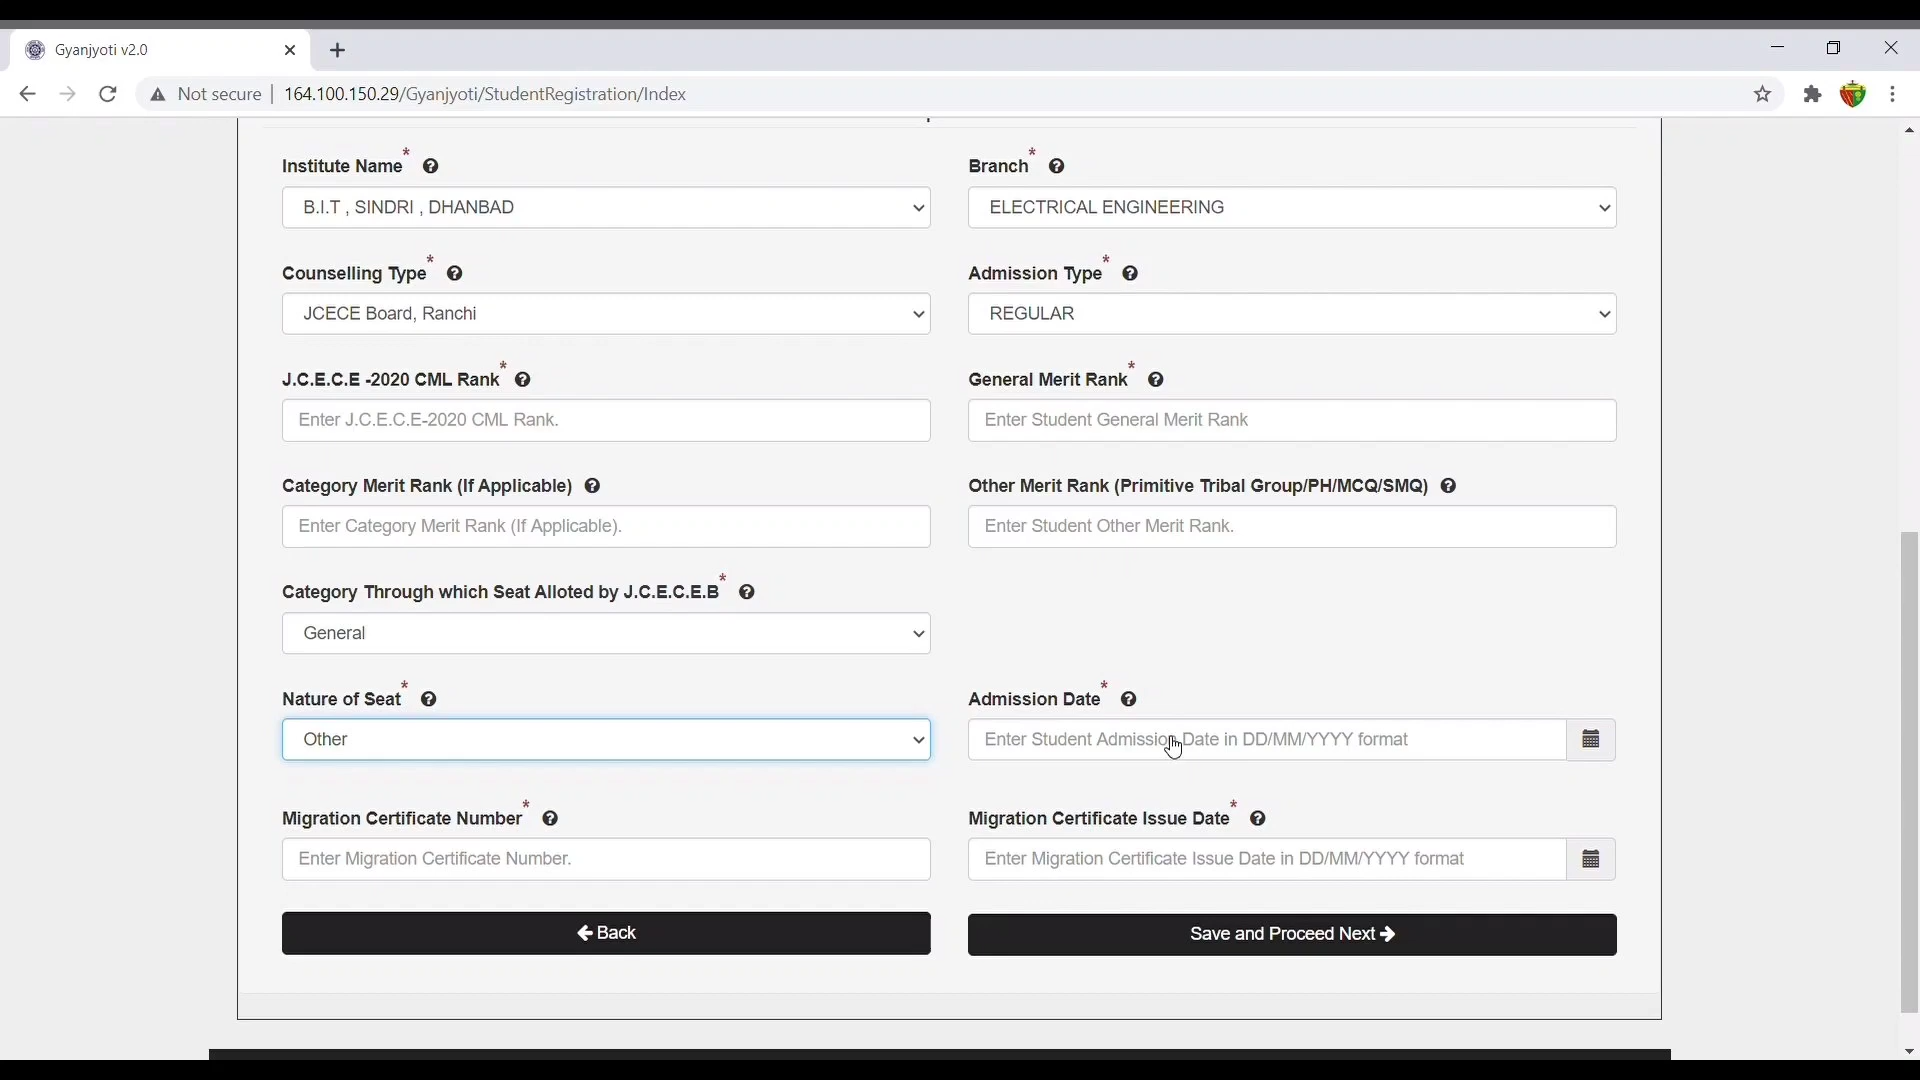 Gyanjyoti v2.0
Not secure | 164.100.150.29/Gyanjyoti/StudentRegistration/Index
Institute Name *
Branch *
B.I.T , SINDRI , DHANBAD
ELECTRICAL ENGINEERING
Counselling Type *
Admission Type *
JCECE Board, Ranchi
REGULAR
J.C.E.C.E -2020 CML Rank *
General Merit Rank *
Enter J.C.E.C.E-2020 CML Rank.
Enter Student General Merit Rank
Category Merit Rank (If Applicable)
Other Merit Rank (Primitive Tribal Group/PH/MCQ/SMQ)
Enter Category Merit Rank (If Applicable).
Enter Student Other Merit Rank.
Category Through which Seat Alloted by J.C.E.C.E.B *
General
Nature of Seat *
Admission Date *
Other
Enter Student Admission Date in DD/MM/YYYY format
Migration Certificate Number *
Migration Certificate Issue Date *
Enter Migration Certificate Number.
Enter Migration Certificate Issue Date in DD/MM/YYYY format
Back
Save and Proceed Next